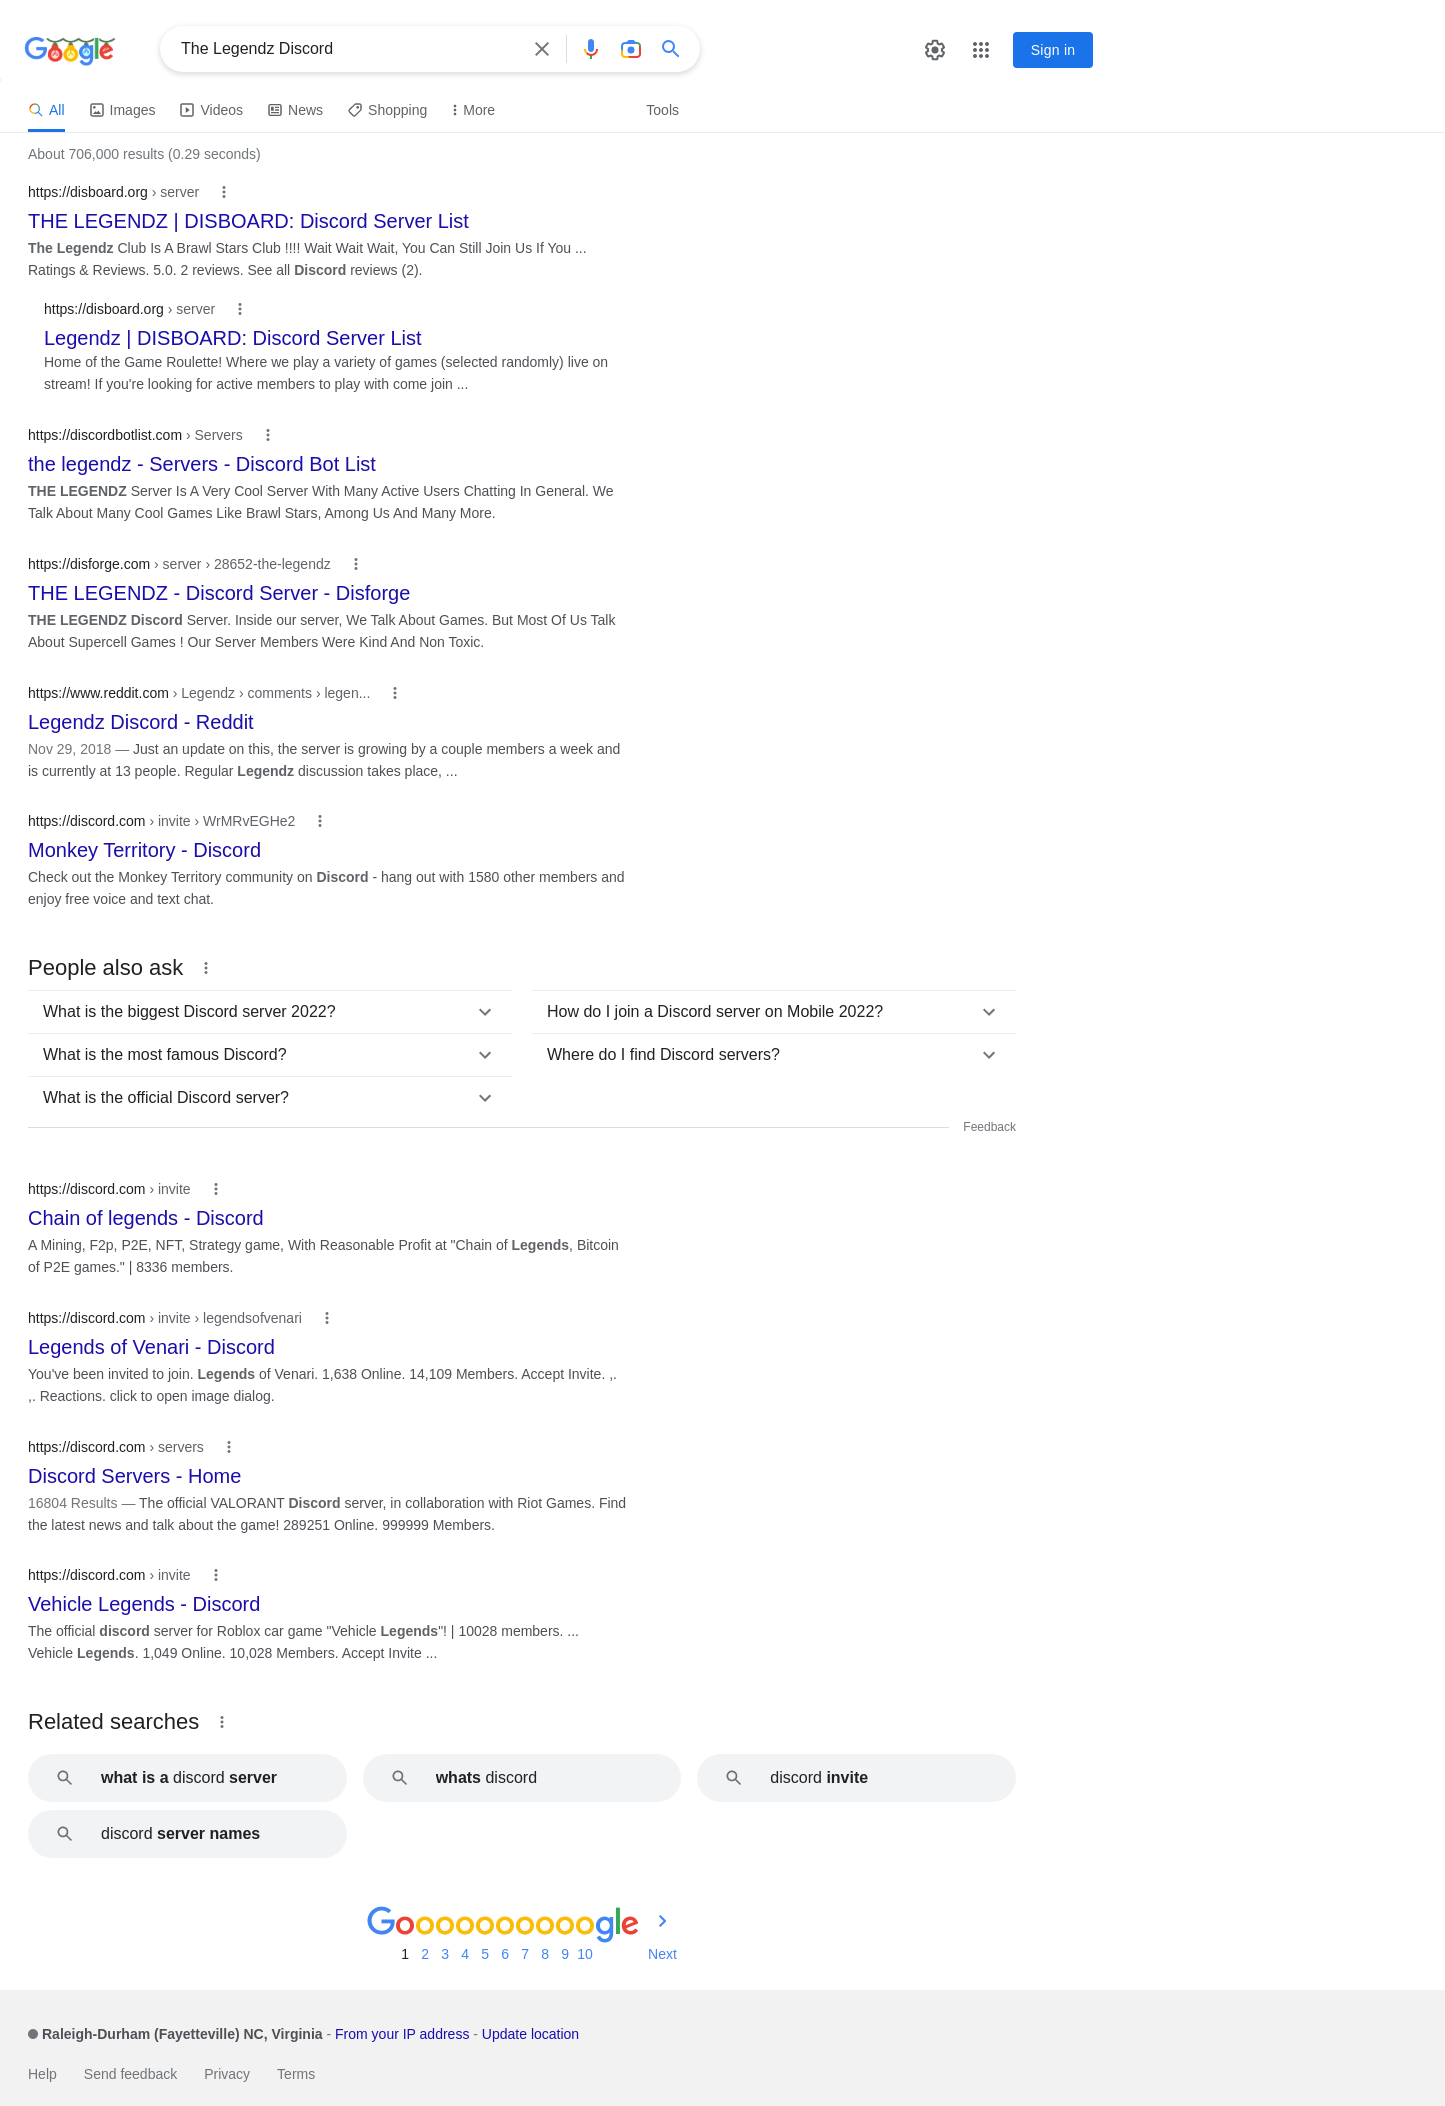 Google
The Legendz Discord
Sign in
All
Images
Videos
News
Shopping
More
Tools
About 706,000 results (0.29 seconds)
https://disboard.org › server
THE LEGENDZ | DISBOARD: Discord Server List
The Legendz Club Is A Brawl Stars Club !!!! Wait Wait Wait, You Can Still Join Us If You ...
Ratings & Reviews. 5.0. 2 reviews. See all Discord reviews (2).
https://disboard.org › server
Legendz | DISBOARD: Discord Server List
Home of the Game Roulette! Where we play a variety of games (selected randomly) live on
stream! If you're looking for active members to play with come join ...
https://discordbotlist.com › Servers
the legendz - Servers - Discord Bot List
THE LEGENDZ Server Is A Very Cool Server With Many Active Users Chatting In General. We
Talk About Many Cool Games Like Brawl Stars, Among Us And Many More.
https://disforge.com › server › 28652-the-legendz
THE LEGENDZ - Discord Server - Disforge
THE LEGENDZ Discord Server. Inside our server, We Talk About Games. But Most Of Us Talk
About Supercell Games ! Our Server Members Were Kind And Non Toxic.
https://www.reddit.com › Legendz › comments › legen...
Legendz Discord - Reddit
Nov 29, 2018 — Just an update on this, the server is growing by a couple members a week and
is currently at 13 people. Regular Legendz discussion takes place, ...
https://discord.com › invite › WrMRvEGHe2
Monkey Territory - Discord
Check out the Monkey Territory community on Discord - hang out with 1580 other members and
enjoy free voice and text chat.
People also ask
What is the biggest Discord server 2022?
What is the most famous Discord?
What is the official Discord server?
How do I join a Discord server on Mobile 2022?
Where do I find Discord servers?
Feedback
https://discord.com › invite
Chain of legends - Discord
A Mining, F2p, P2E, NFT, Strategy game, With Reasonable Profit at "Chain of Legends, Bitcoin
of P2E games." | 8336 members.
https://discord.com › invite › legendsofvenari
Legends of Venari - Discord
You've been invited to join. Legends of Venari. 1,638 Online. 14,109 Members. Accept Invite. ,.
,. Reactions. click to open image dialog.
https://discord.com › servers
Discord Servers - Home
16804 Results — The official VALORANT Discord server, in collaboration with Riot Games. Find
the latest news and talk about the game! 289251 Online. 999999 Members.
https://discord.com › invite
Vehicle Legends - Discord
The official discord server for Roblox car game "Vehicle Legends"! | 10028 members. ...
Vehicle Legends. 1,049 Online. 10,028 Members. Accept Invite ...
Related searches
what is a discord server
whats discord
discord invite
discord server names
Goooooooooogle
1 2 3 4 5 6 7 8 9 10 Next
Raleigh-Durham (Fayetteville) NC, Virginia - From your IP address - Update location
Help Send feedback Privacy Terms